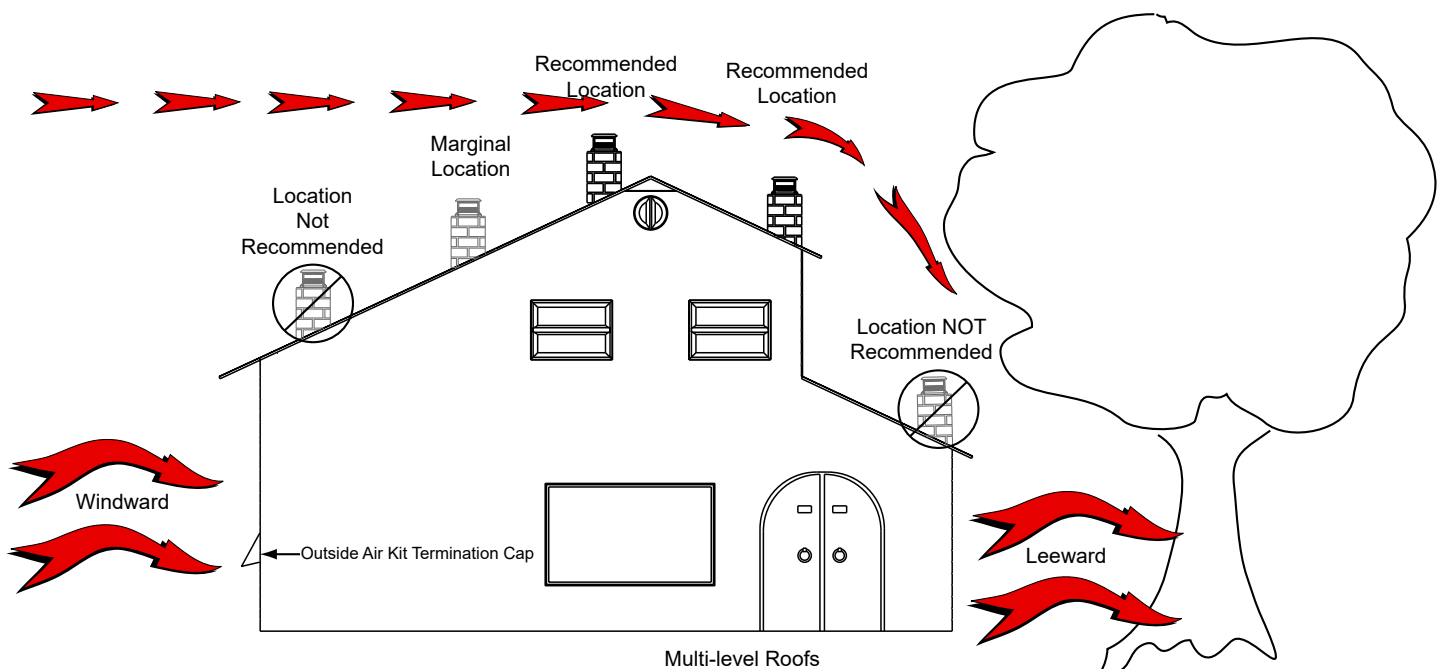 Recommended
Location
Recommended
Location
Marginal
Location
Location
Not
Recommended
Location NOT
Recommended
Windward
Outside Air Kit Termination Cap
Leeward
Multi-level Roofs